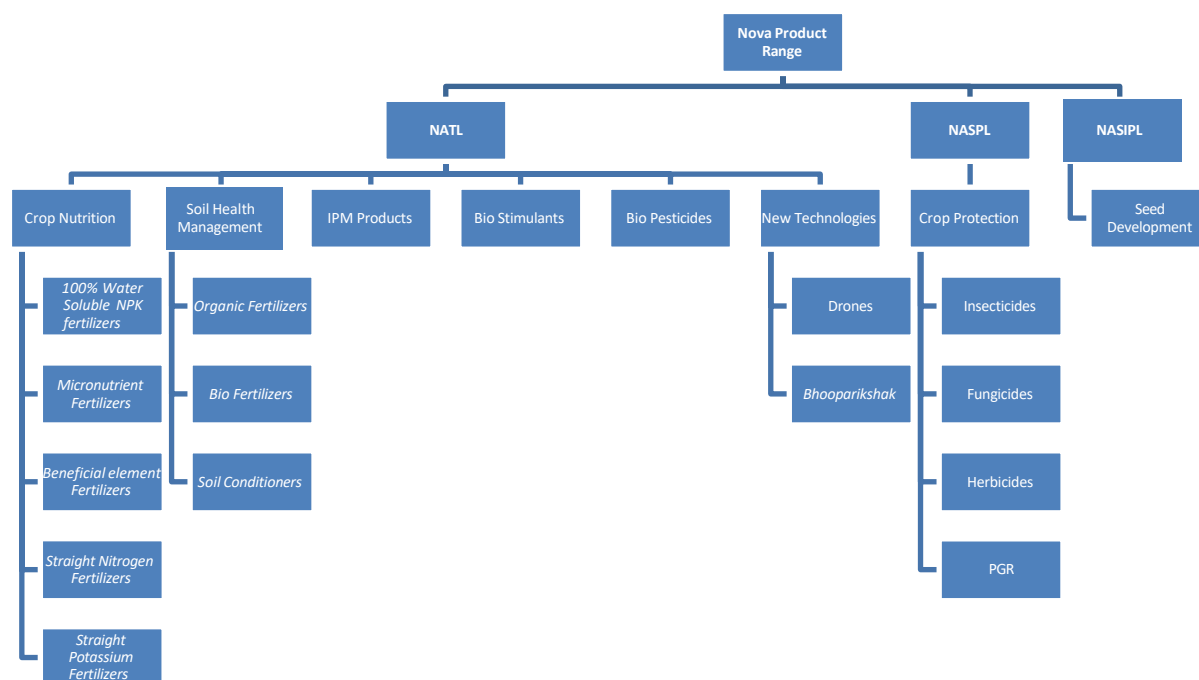 Nova Product
Range
NATL
NASPL
NASIPL
Crop Nutrition
Soil Health
Management
IPM Products
Bio Stimulants
Bio Pesticides
New Technologies
Crop Protection
Seed
Development
100% Water
Soluble NPK
fertilizers
Micronutrient
Fertilizers
Beneficial element
Fertilizers
Straight Nitrogen
Fertilizers
Straight
Potassium
Fertilizers
Organic Fertilizers
Bio Fertilizers
Soil Conditioners
Drones
Bhooparikshak
Insecticides
Fungicides
Herbicides
PGR